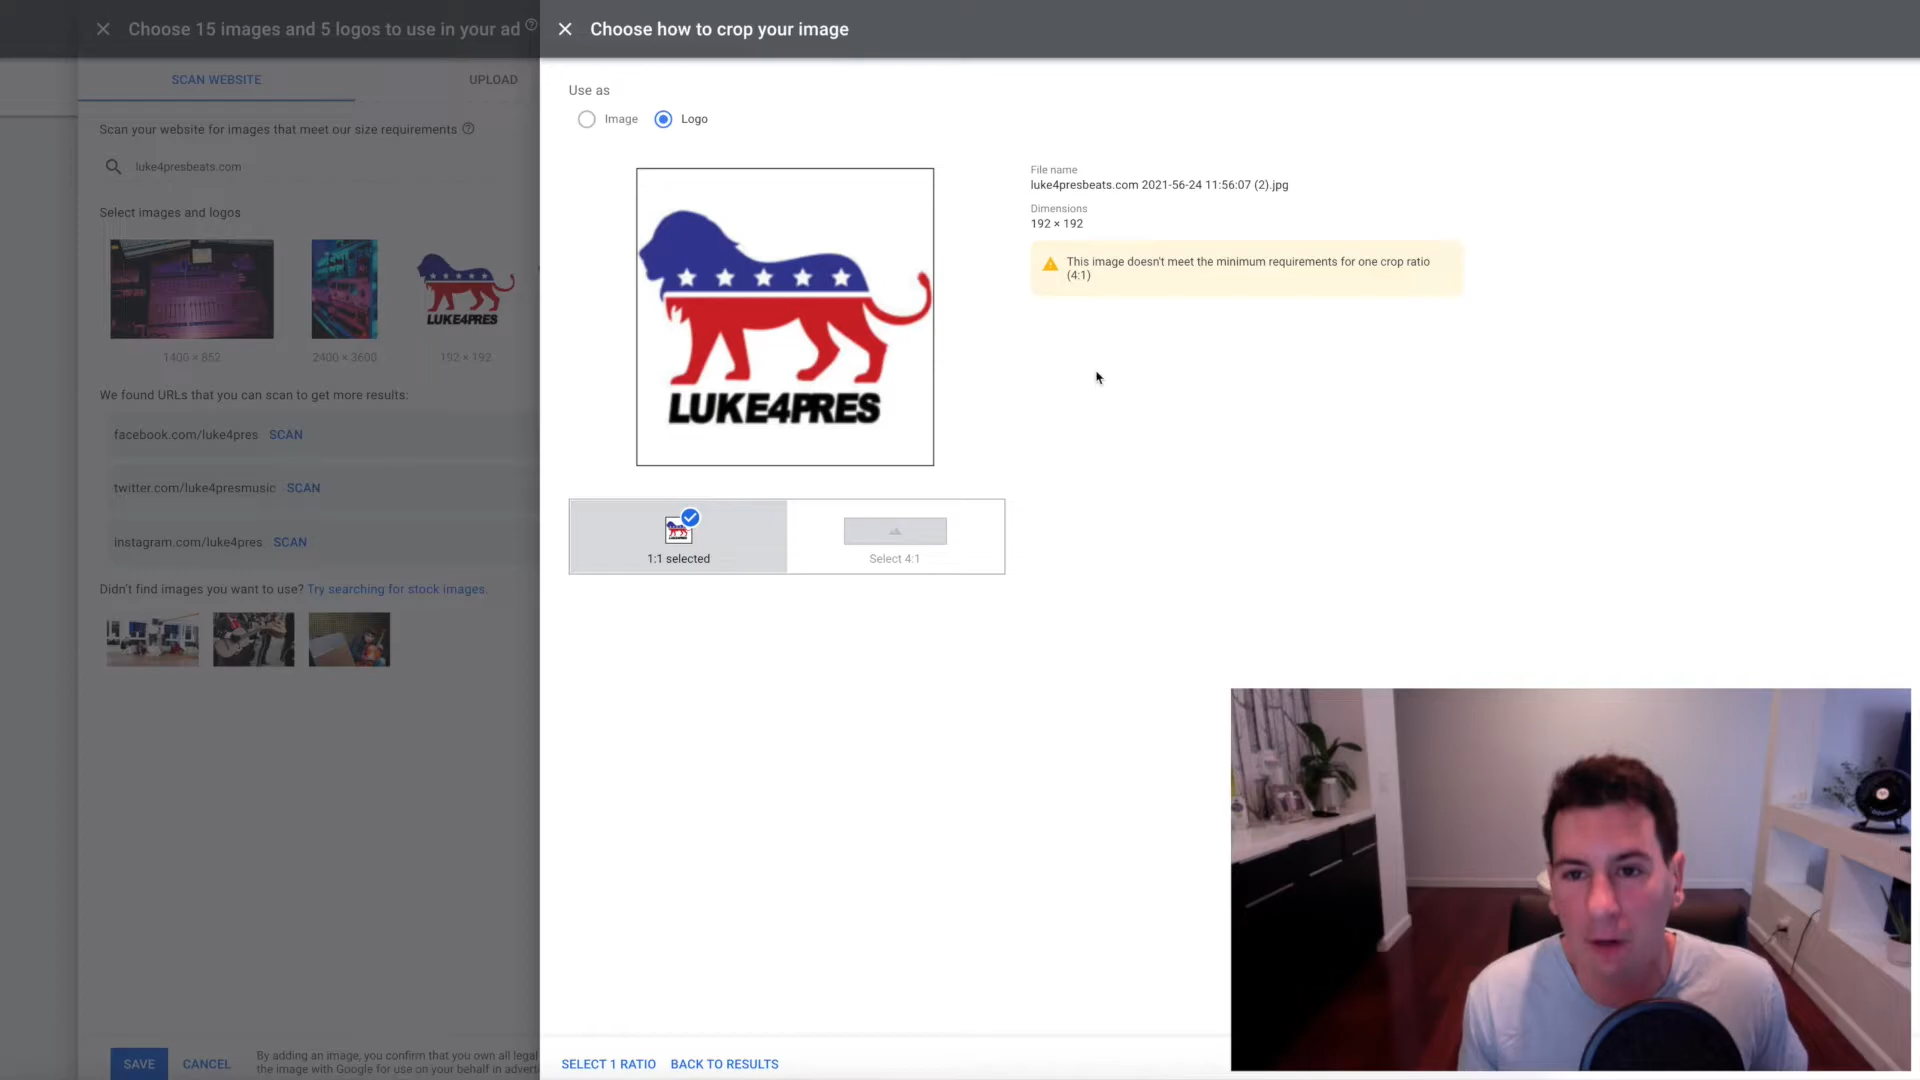 Choose 15 images and 5 logos to use in your ad
Choose how to crop your image
SCAN WEBSITE
UPLOAD
Scan your website for images that meet our size requirements
luke4presbeats.com
Select images and logos
LUKE4PRES
1400 × 852
2400 × 3600
192 × 192
We found URLs that you can scan to get more results:
facebook.com/luke4pres SCAN
twitter.com/luke4presmusic SCAN
instagram.com/luke4pres SCAN
Didn't find images you want to use? Try searching for stock images.
SAVE
CANCEL
By adding an image, you confirm that you own all legal
the image with Google for use on your behalf in advert
Use as
Image
Logo
LUKE4PRES
File name
luke4presbeats.com 2021-56-24 11:56:07 (2).jpg
Dimensions
192 × 192
This image doesn't meet the minimum requirements for one crop ratio
(4:1)
1:1 selected
Select 4:1
SELECT 1 RATIO
BACK TO RESULTS